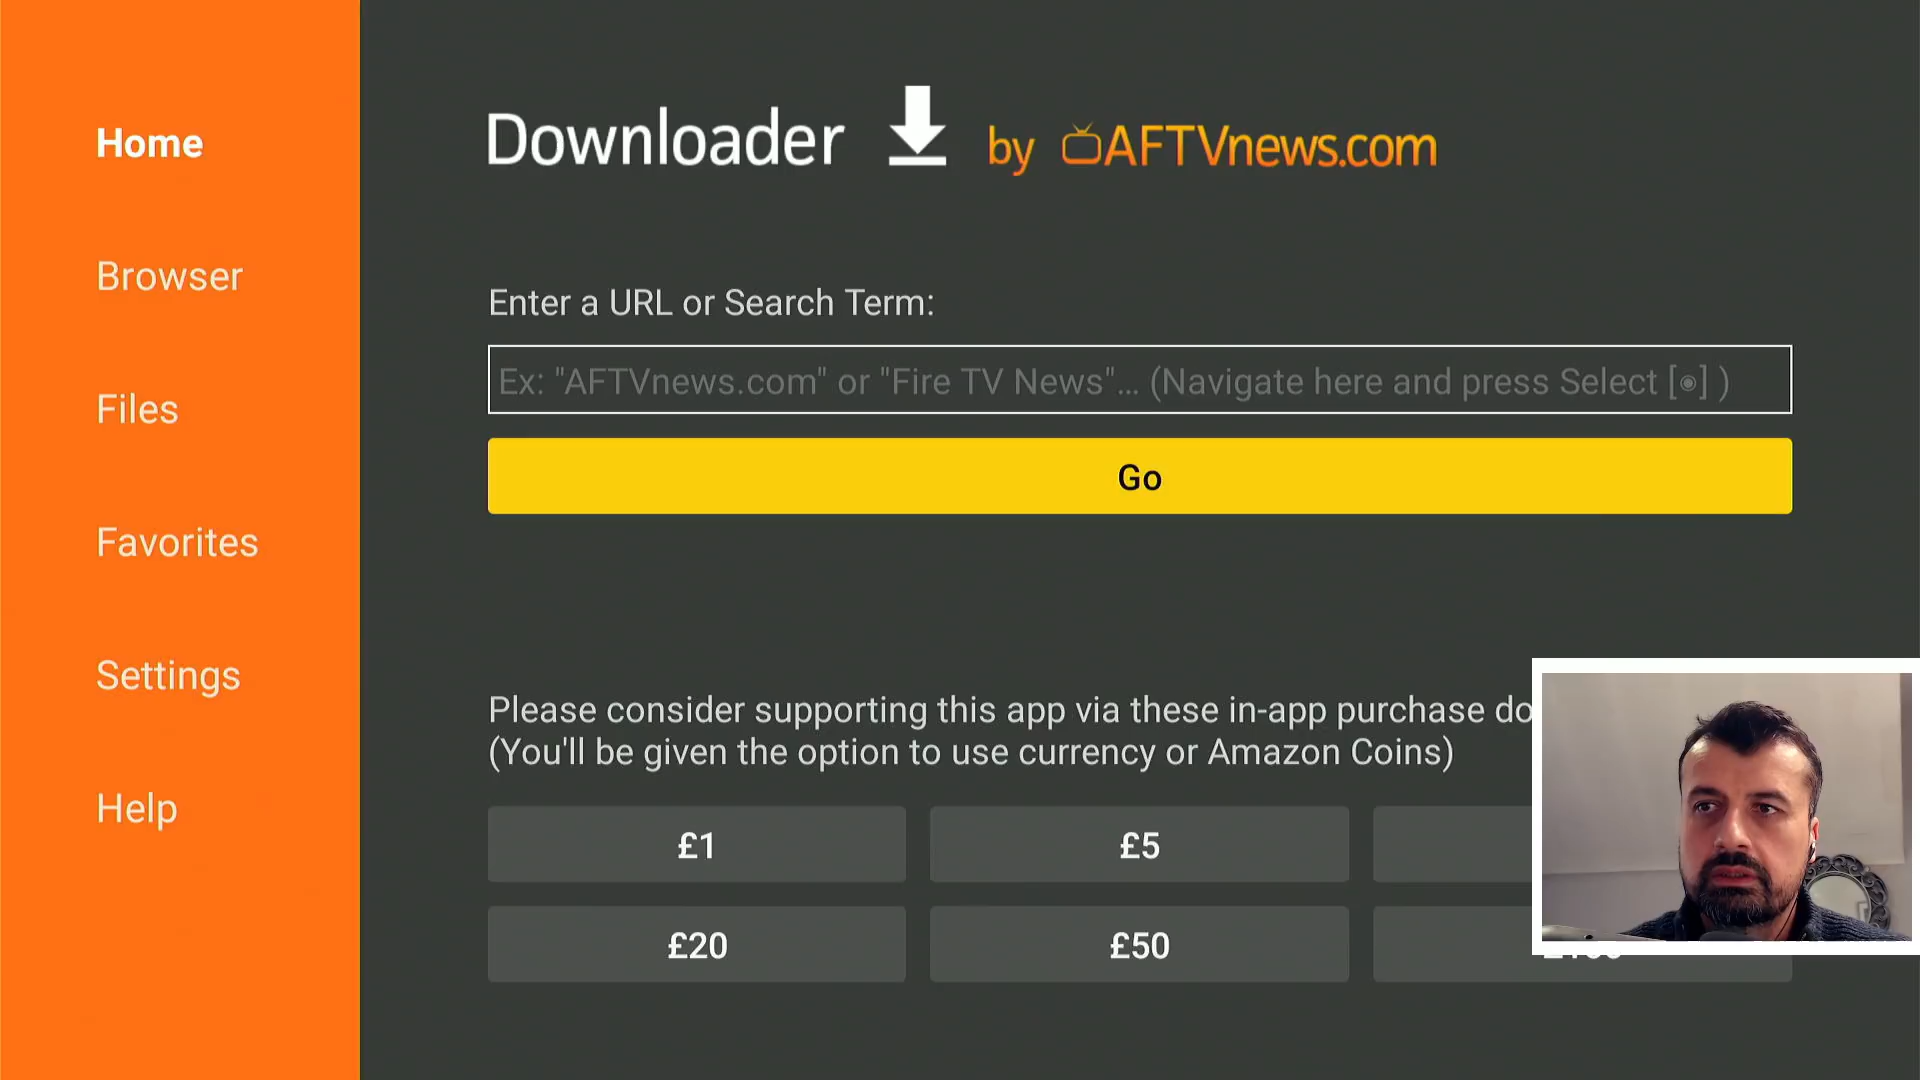 Home
Browser
Files
Favorites
Settings
Help
Downloader by AFTVnews.com
Enter a URL or Search Term:
Ex: "AFTVnews.com" or "Fire TV News"... (Navigate here and press Select [◉] )
Go
Please consider supporting this app via these in-app purchase
(You'll be given the option to use currency or Amazon Coins)
£1
£5
£20
£50